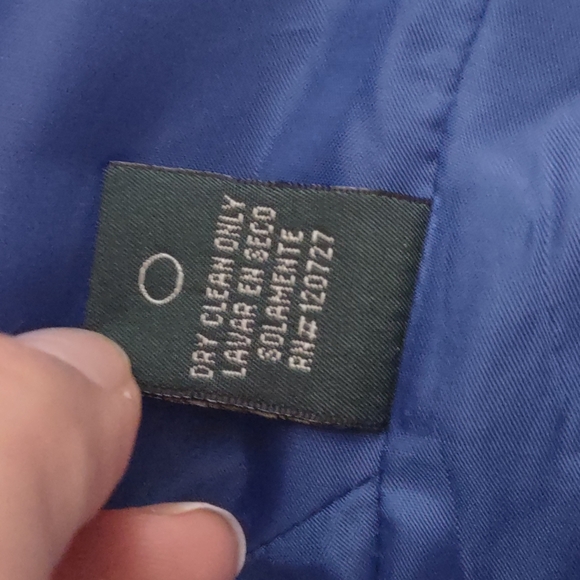 DRY CLEAN ONLY
LAVAR EN SECO
SOLAMENTE
RN# 120727